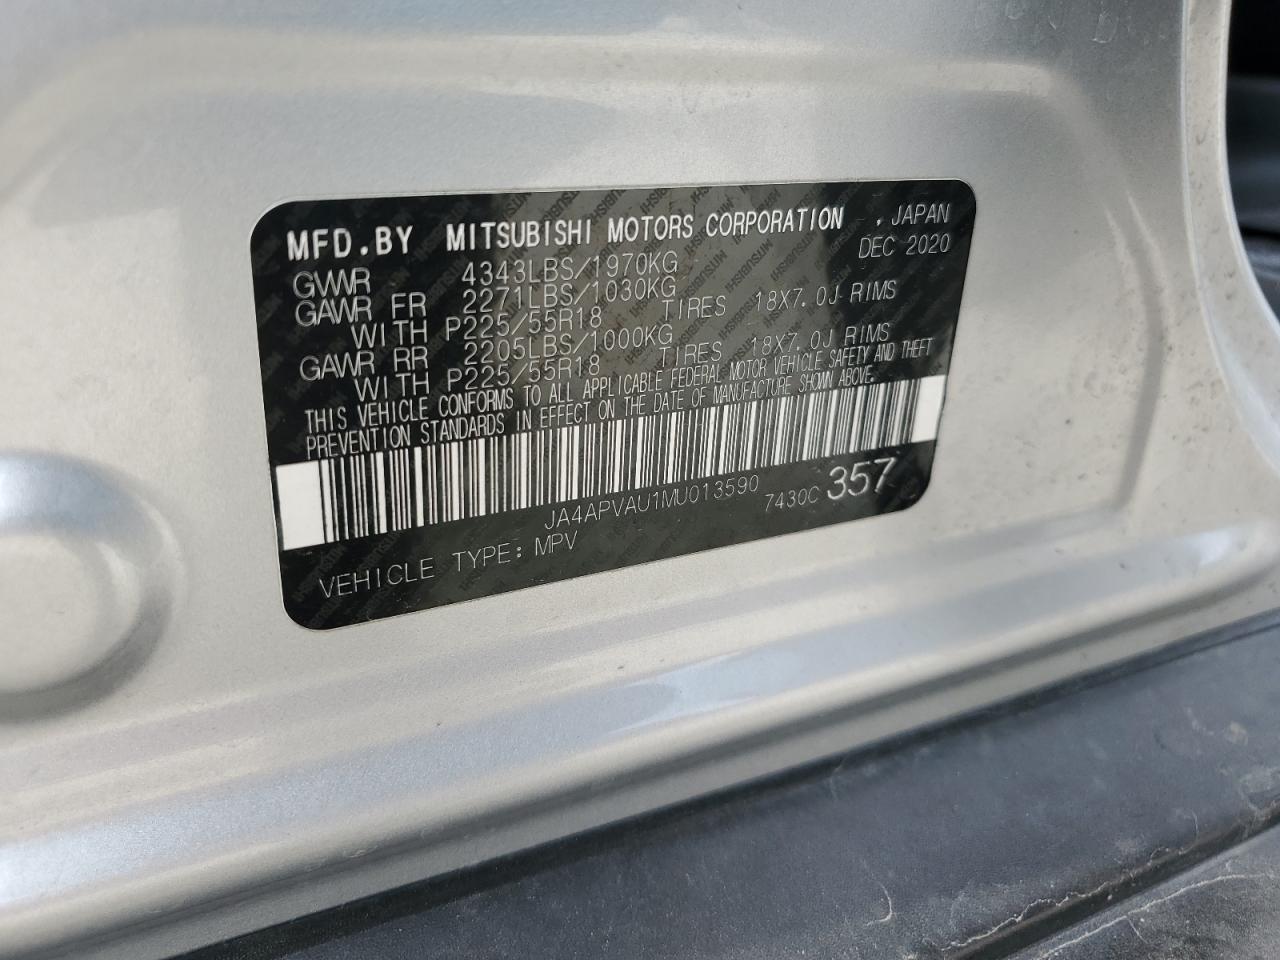 MFD.BY MITSUBISHI MOTORS CORPORATION , JAPAN
DEC 2020
GVWR 4343LBS/1970KG
GAWR FR 2271LBS/1030KG
WITH P225/55R18 TIRES 18X7.0J RIMS
GAWR RR 2205LBS/1000KG
WITH P225/55R18 TIRES 18X7.0J RIMS
THIS VEHICLE CONFORMS TO ALL APPLICABLE FEDERAL MOTOR VEHICLE SAFETY AND THEFT
PREVENTION STANDARDS IN EFFECT ON THE DATE OF MANUFACTURE SHOWN ABOVE.
JA4APVAU1MU013590 7430C 357
VEHICLE TYPE: MPV